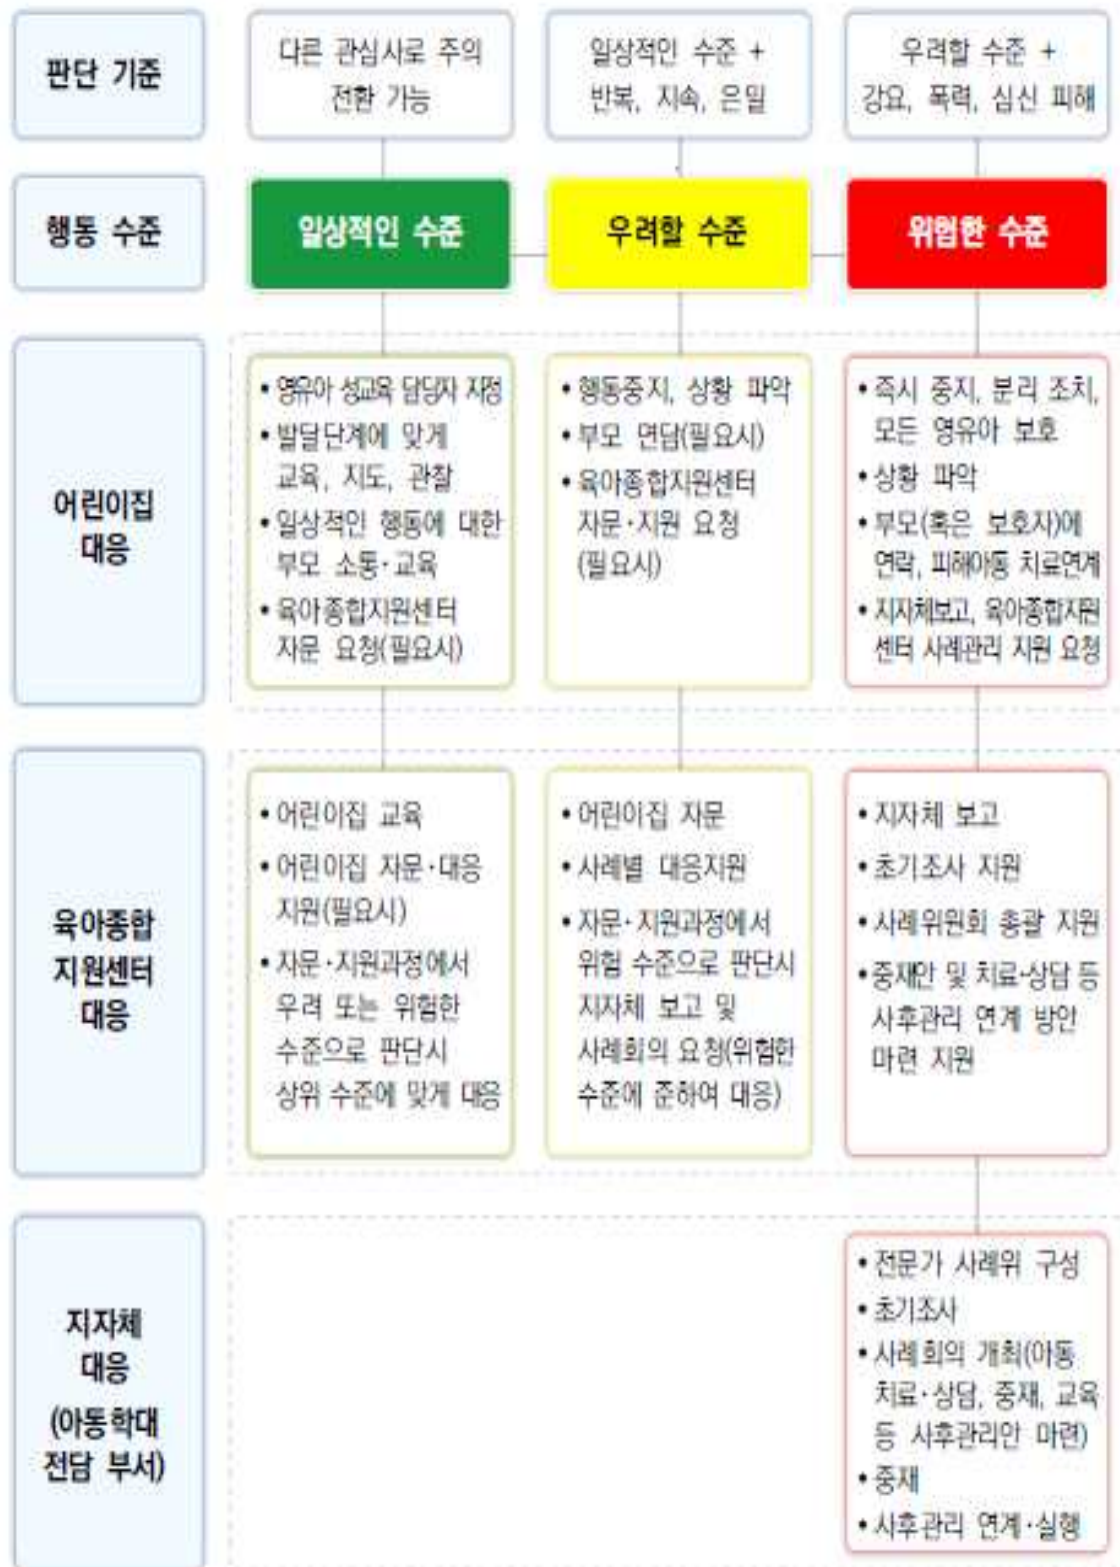 판단 기준
다른 관심사로 주의
전환 가능
일상적인 수준 +
반복, 지속, 은밀
우려할 수준 +
강요, 폭력, 심신 피해
행동 수준
일상적인 수준
우려할 수준
위험한 수준
어린이집
대응
• 영유아 성교육 담당자 지정
• 발달단계에 맞게
교육, 지도, 관찰
• 일상적인 행동에 대한
부모 소통·교육
• 육아종합지원센터
자문 요청(필요시)
• 행동중지, 상황 파악
• 부모 면담(필요시)
• 육아종합지원센터
자문·지원 요청
(필요시)
• 즉시 중지, 분리 조치,
모든 영유아 보호
• 상황 파악
• 부모(혹은 보호자)에
연락, 피해아동 치료연계
• 지자체보고, 육아종합지원
센터 사례관리 지원 요청
육아종합
지원센터
대응
• 어린이집 교육
• 어린이집 자문·대응
지원(필요시)
• 자문·지원과정에서
우려 또는 위험한
수준으로 판단시
상위 수준에 맞게 대응
• 어린이집 자문
• 사례별 대응지원
• 자문·지원과정에서
위험 수준으로 판단시
지자체 보고 및
사례회의 요청(위험한
수준에 준하여 대응)
• 지자체 보고
• 초기조사 지원
• 사례위원회 총괄 지원
• 중재안 및 치료·상담 등
사후관리 연계 방안
마련 지원
지자체
대응
(아동학대
전담 부서)
• 전문가 사례위 구성
• 초기조사
• 사례회의 개최(아동
치료·상담, 중재, 교육
등 사후관리안 마련)
• 중재
• 사후관리 연계·실행